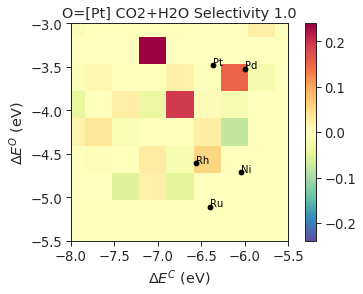 O=[Pt] CO2+H2O Selectivity 1.0
−3.0
−3.5
−4.0
−4.5
−5.0
−5.5
ΔE^O (eV)
Pt
Pd
Rh
Ni
Ru
−8.0 −7.5 −7.0 −6.5 −6.0 −5.5
ΔE^C (eV)
0.2
0.1
0.0
−0.1
−0.2